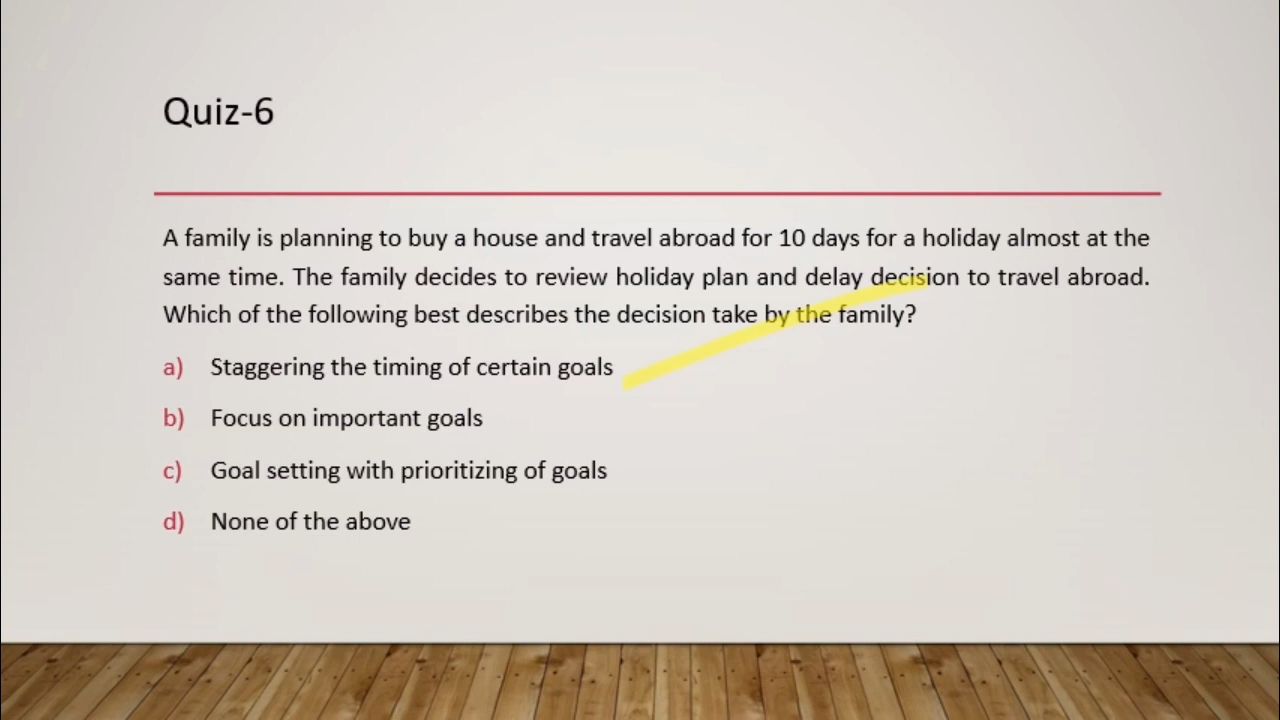 Quiz-6
A family is planning to buy a house and travel abroad for 10 days for a holiday almost at the
same time. The family decides to review holiday plan and delay decision to travel abroad.
Which of the following best describes the decision take by the family?
a) Staggering the timing of certain goals
b) Focus on important goals
c) Goal setting with prioritizing of goals
d) None of the above